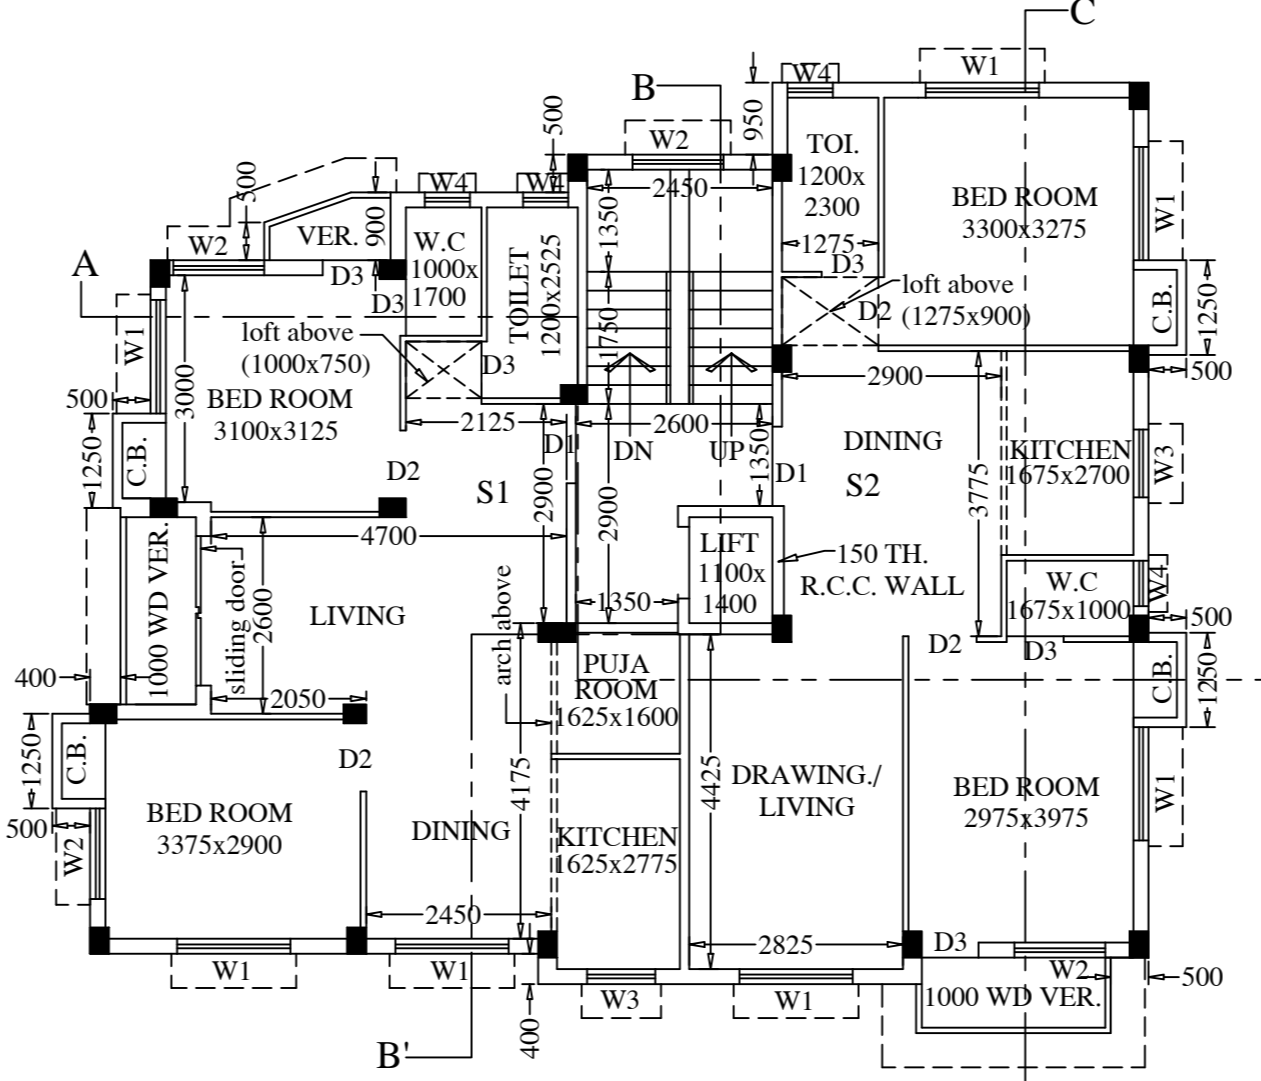 C
W1
W4
B
950
500
W2
TOI.
1200x
2300
2450
1350
BED ROOM
3300x3275
W1
500
W4
W4
W2
VER.
900
W.C
1000x
1700
TOILET
1200x2525
1275
D3
A
D3
D3
loft above
(1275x900)
D2
C.B.
1250
W1
loft above
(1000x750)
D3
1750
2900
500
500
3000
BED ROOM
3100x3125
2125
2600
D1
DN
UP
1350
D1
DINING
S2
KITCHEN
1675x2700
W3
3775
1250
C.B.
D2
S1
2900
2900
4700
LIFT
1100x
1400
150 TH.
R.C.C. WALL
W.C
1675x1000
W4
500
1000 WD VER.
sliding door
2600
LIVING
arch above
1350
D2
D3
400
2050
PUJA
ROOM
1625x1600
C.B.
1250
1250
C.B.
D2
4175
4425
DRAWING./
LIVING
BED ROOM
2975x3975
W1
500
W2
BED ROOM
3375x2900
DINING
KITCHEN
1625x2775
2450
2825
D3
W1
W1
W3
W1
W2
1000 WD VER.
500
400
B'